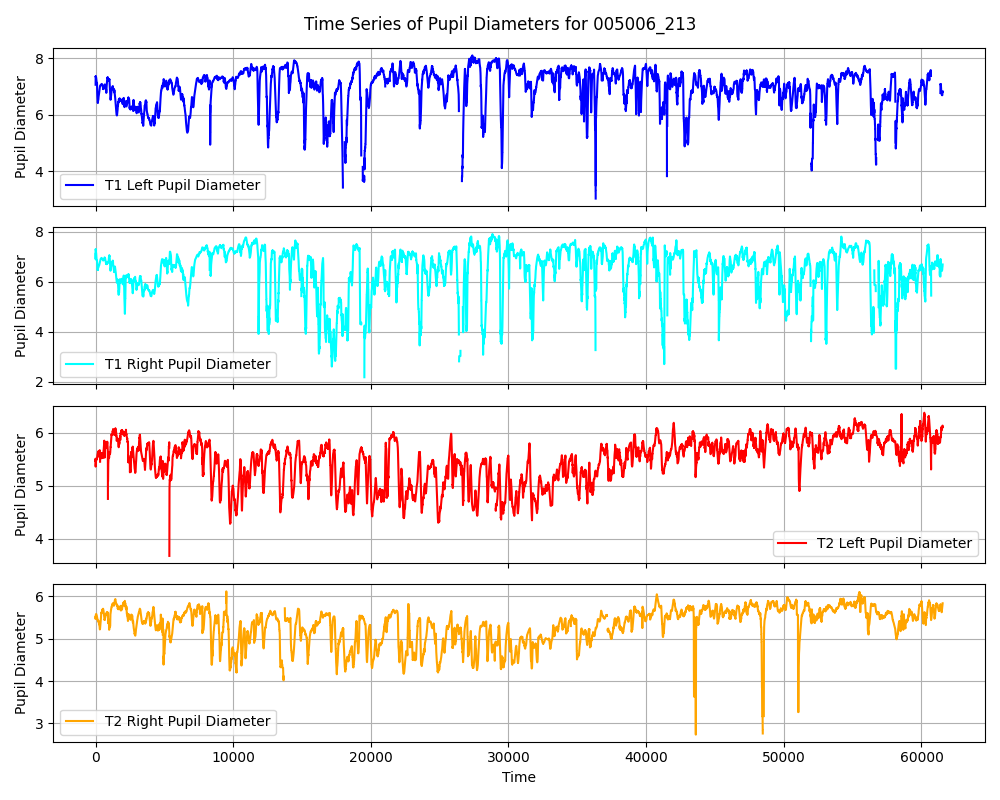 Time Series of Pupil Diameters for 005006_213
8
6
4
Pupil Diameter
T1 Left Pupil Diameter
8
6
4
2
Pupil Diameter
T1 Right Pupil Diameter
6
5
4
Pupil Diameter
T2 Left Pupil Diameter
6
5
4
3
Pupil Diameter
T2 Right Pupil Diameter
0 10000 20000 30000 40000 50000 60000
Time